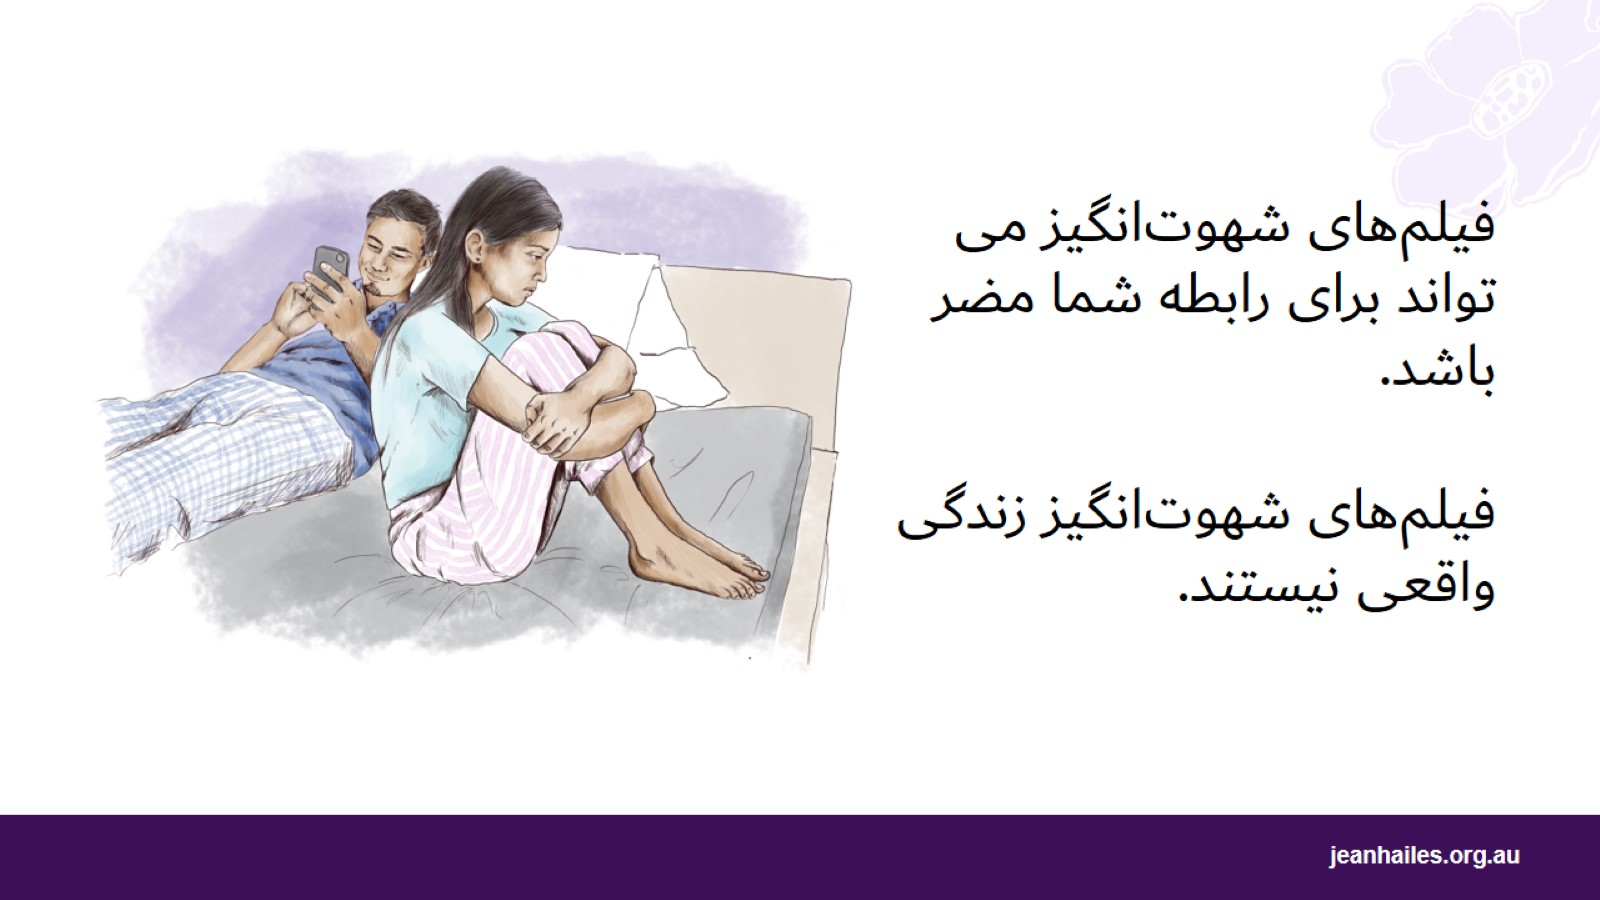 فیلم‌های شهوت‌انگیز می
تواند برای رابطه شما مضر
باشد.
فیلم‌های شهوت‌انگیز زندگی
واقعی نیستند.
jeanhailes.org.au